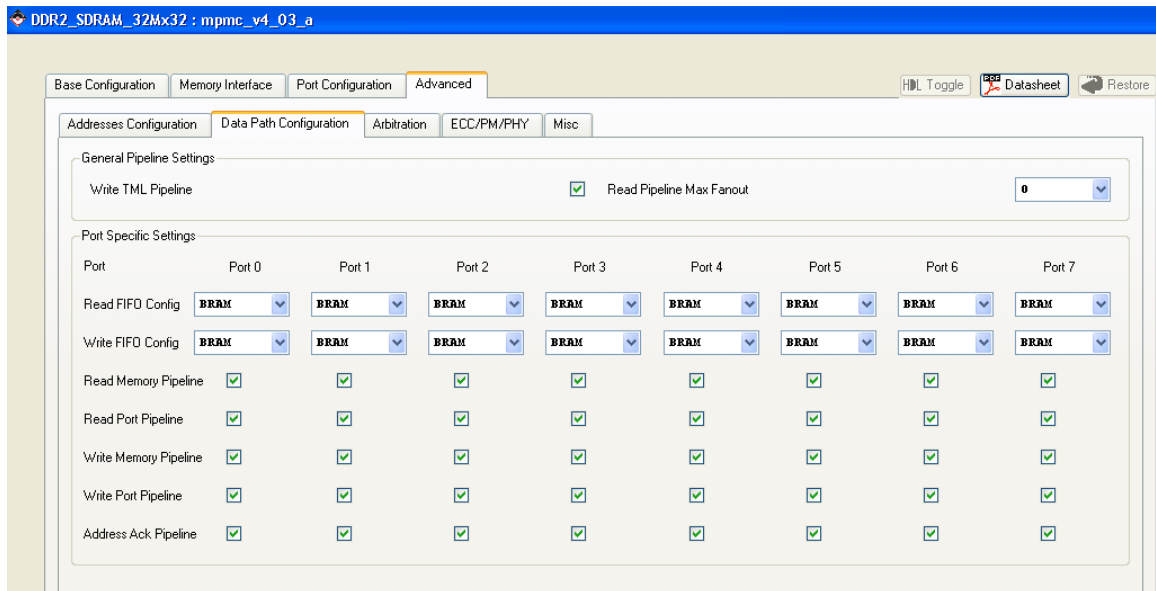 DDR2_SDRAM_32Mx32 : mpmc_v4_03_a
Base Configuration Memory Interface Port Configuration Advanced HDL Toggle PDF Datasheet Restore
Addresses Configuration Data Path Configuration Arbitration ECC/PM/PHY Misc
General Pipeline Settings
Write TML Pipeline Read Pipeline Max Fanout 0
Port Specific Settings
Port Port 0 Port 1 Port 2 Port 3 Port 4 Port 5 Port 6 Port 7
Read FIFO Config BRAM BRAM BRAM BRAM BRAM BRAM BRAM BRAM
Write FIFO Config BRAM BRAM BRAM BRAM BRAM BRAM BRAM BRAM
Read Memory Pipeline
Read Port Pipeline
Write Memory Pipeline
Write Port Pipeline
Address Ack Pipeline